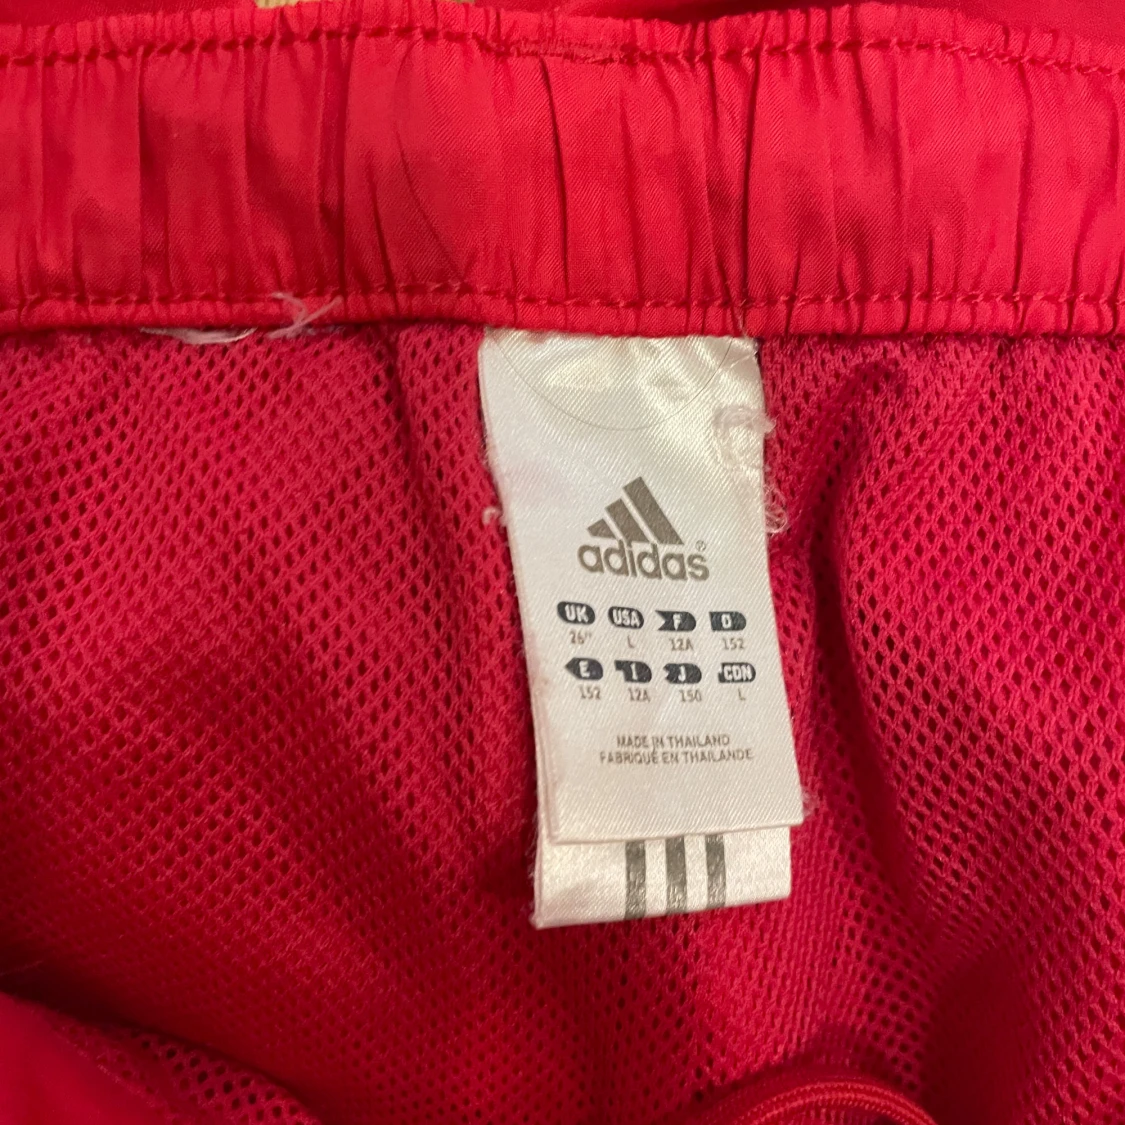 adidas®
UK USA F D
26" L 12A 152
E I J CDN
152 12A 150 L
MADE IN THAILAND
FABRIQUÉ EN THAILANDE